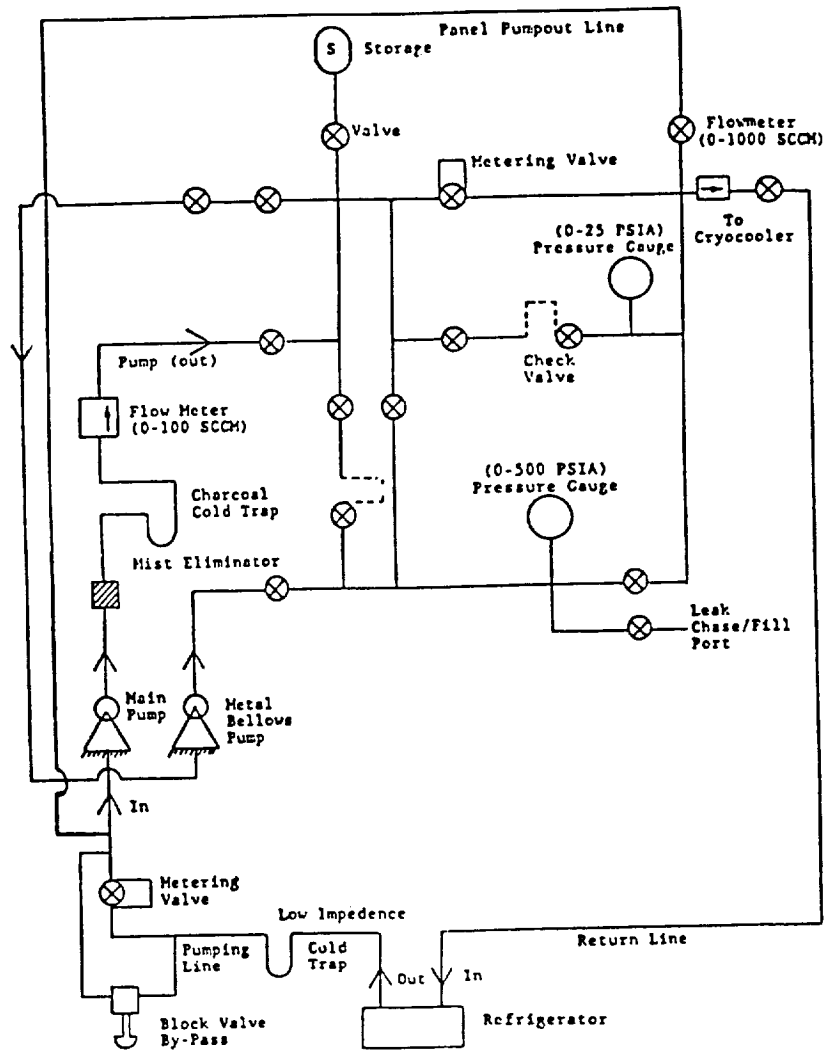 Panel Pumpout Line
S Storage
Valve
Flowmeter
(0-1000 SCCM)
Metering Valve
To
Cryocooler
(0-25 PSIA)
Pressure Gauge
Pump (out)
Check
Valve
Flow Meter
(0-100 SCCM)
(0-500 PSIA)
Pressure Gauge
Charcoal
Cold Trap
Mist Eliminator
Leak
Chase/Fill
Port
Main
Pump
Metal
Bellows
Pump
In
Metering
Valve
Low Impedence
Pumping
Line
Cold
Trap
Out
In
Return Line
Block Valve
By-Pass
Refrigerator